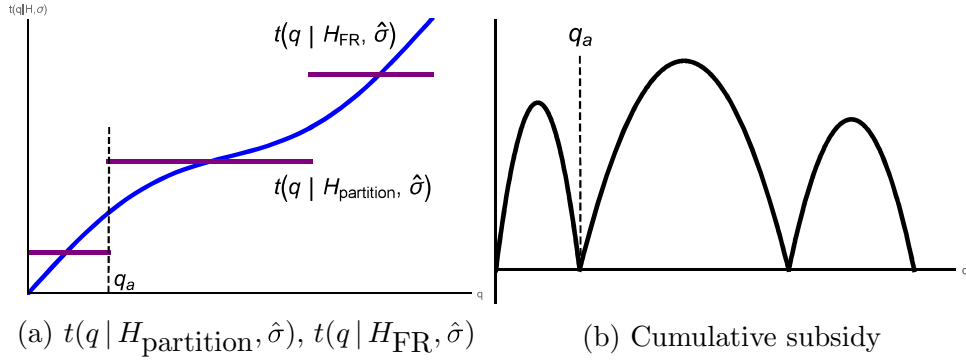 t(q|H,σ)
t(q | H_FR, σ̂)
t(q | H_partition, σ̂)
q_a
q
(a) t(q | H_partition, σ̂), t(q | H_FR, σ̂)
q_a
q
(b) Cumulative subsidy